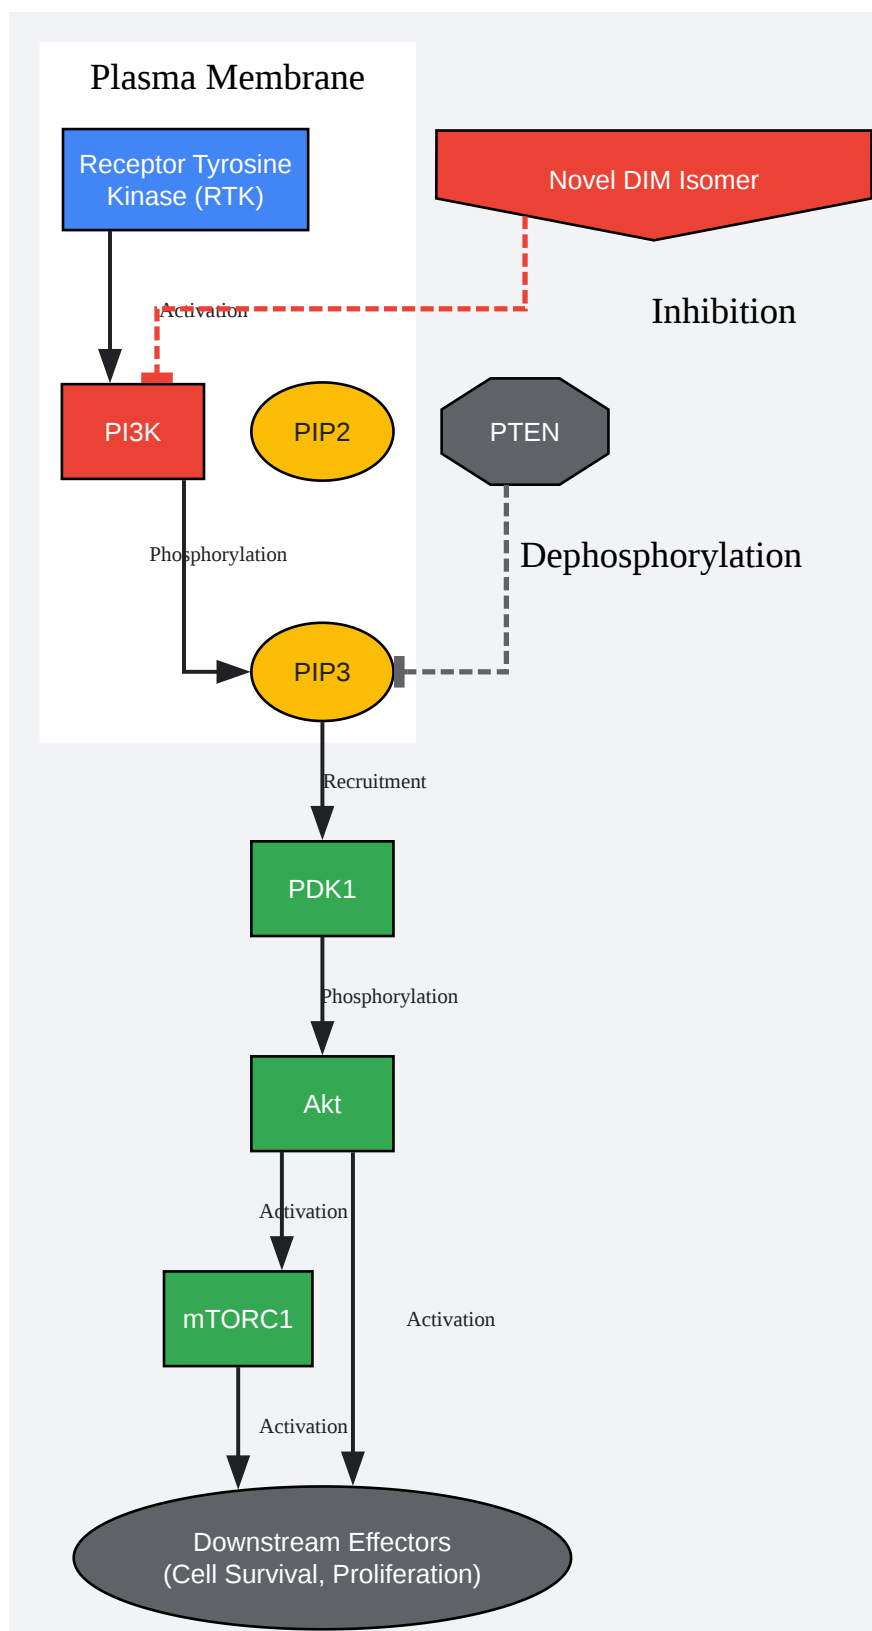 Plasma Membrane
Receptor Tyrosine
Kinase (RTK)
Novel DIM Isomer
Activation
Inhibition
PI3K
PIP2
PTEN
Phosphorylation
Dephosphorylation
PIP3
Recruitment
PDK1
Phosphorylation
Akt
Activation
mTORC1
Activation
Activation
Downstream Effectors
(Cell Survival, Proliferation)